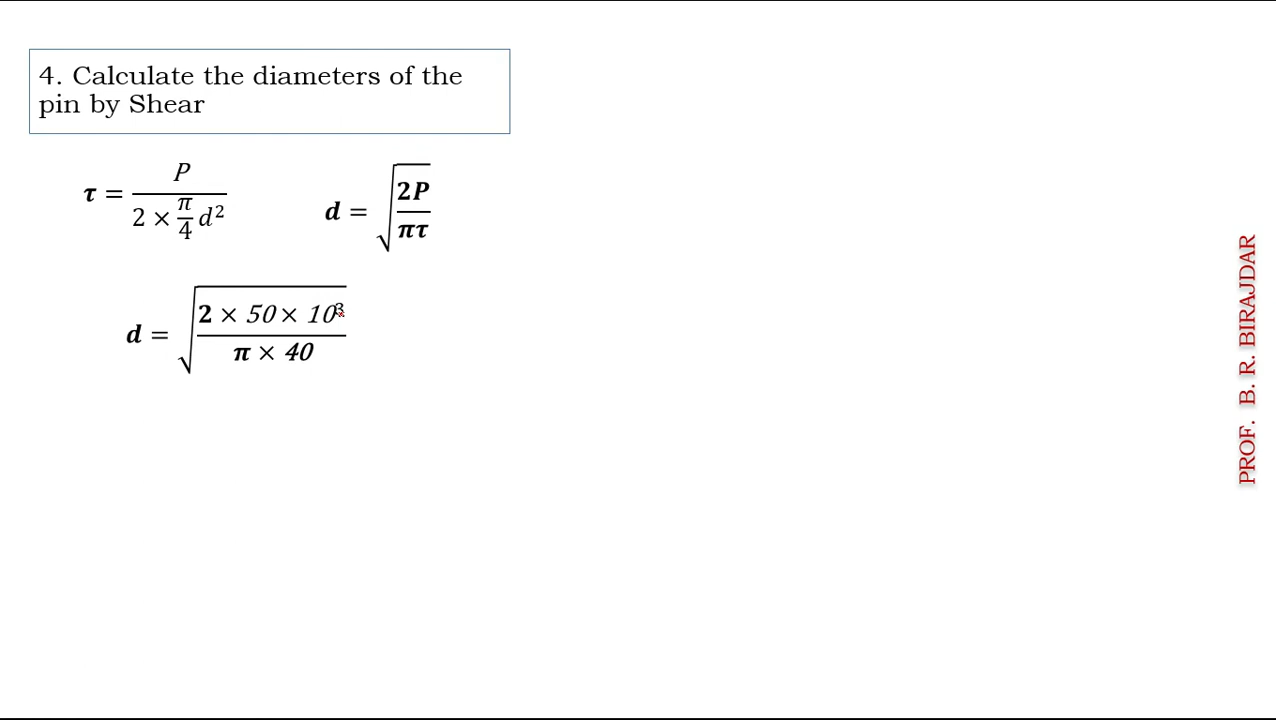 4. Calculate the diameters of the
pin by Shear
τ = P / (2 × π/4 d²)
d = √(2P / πτ)
d = √(2 × 50 × 10³ / π × 40)
PROF. B. R. BIRAJDAR